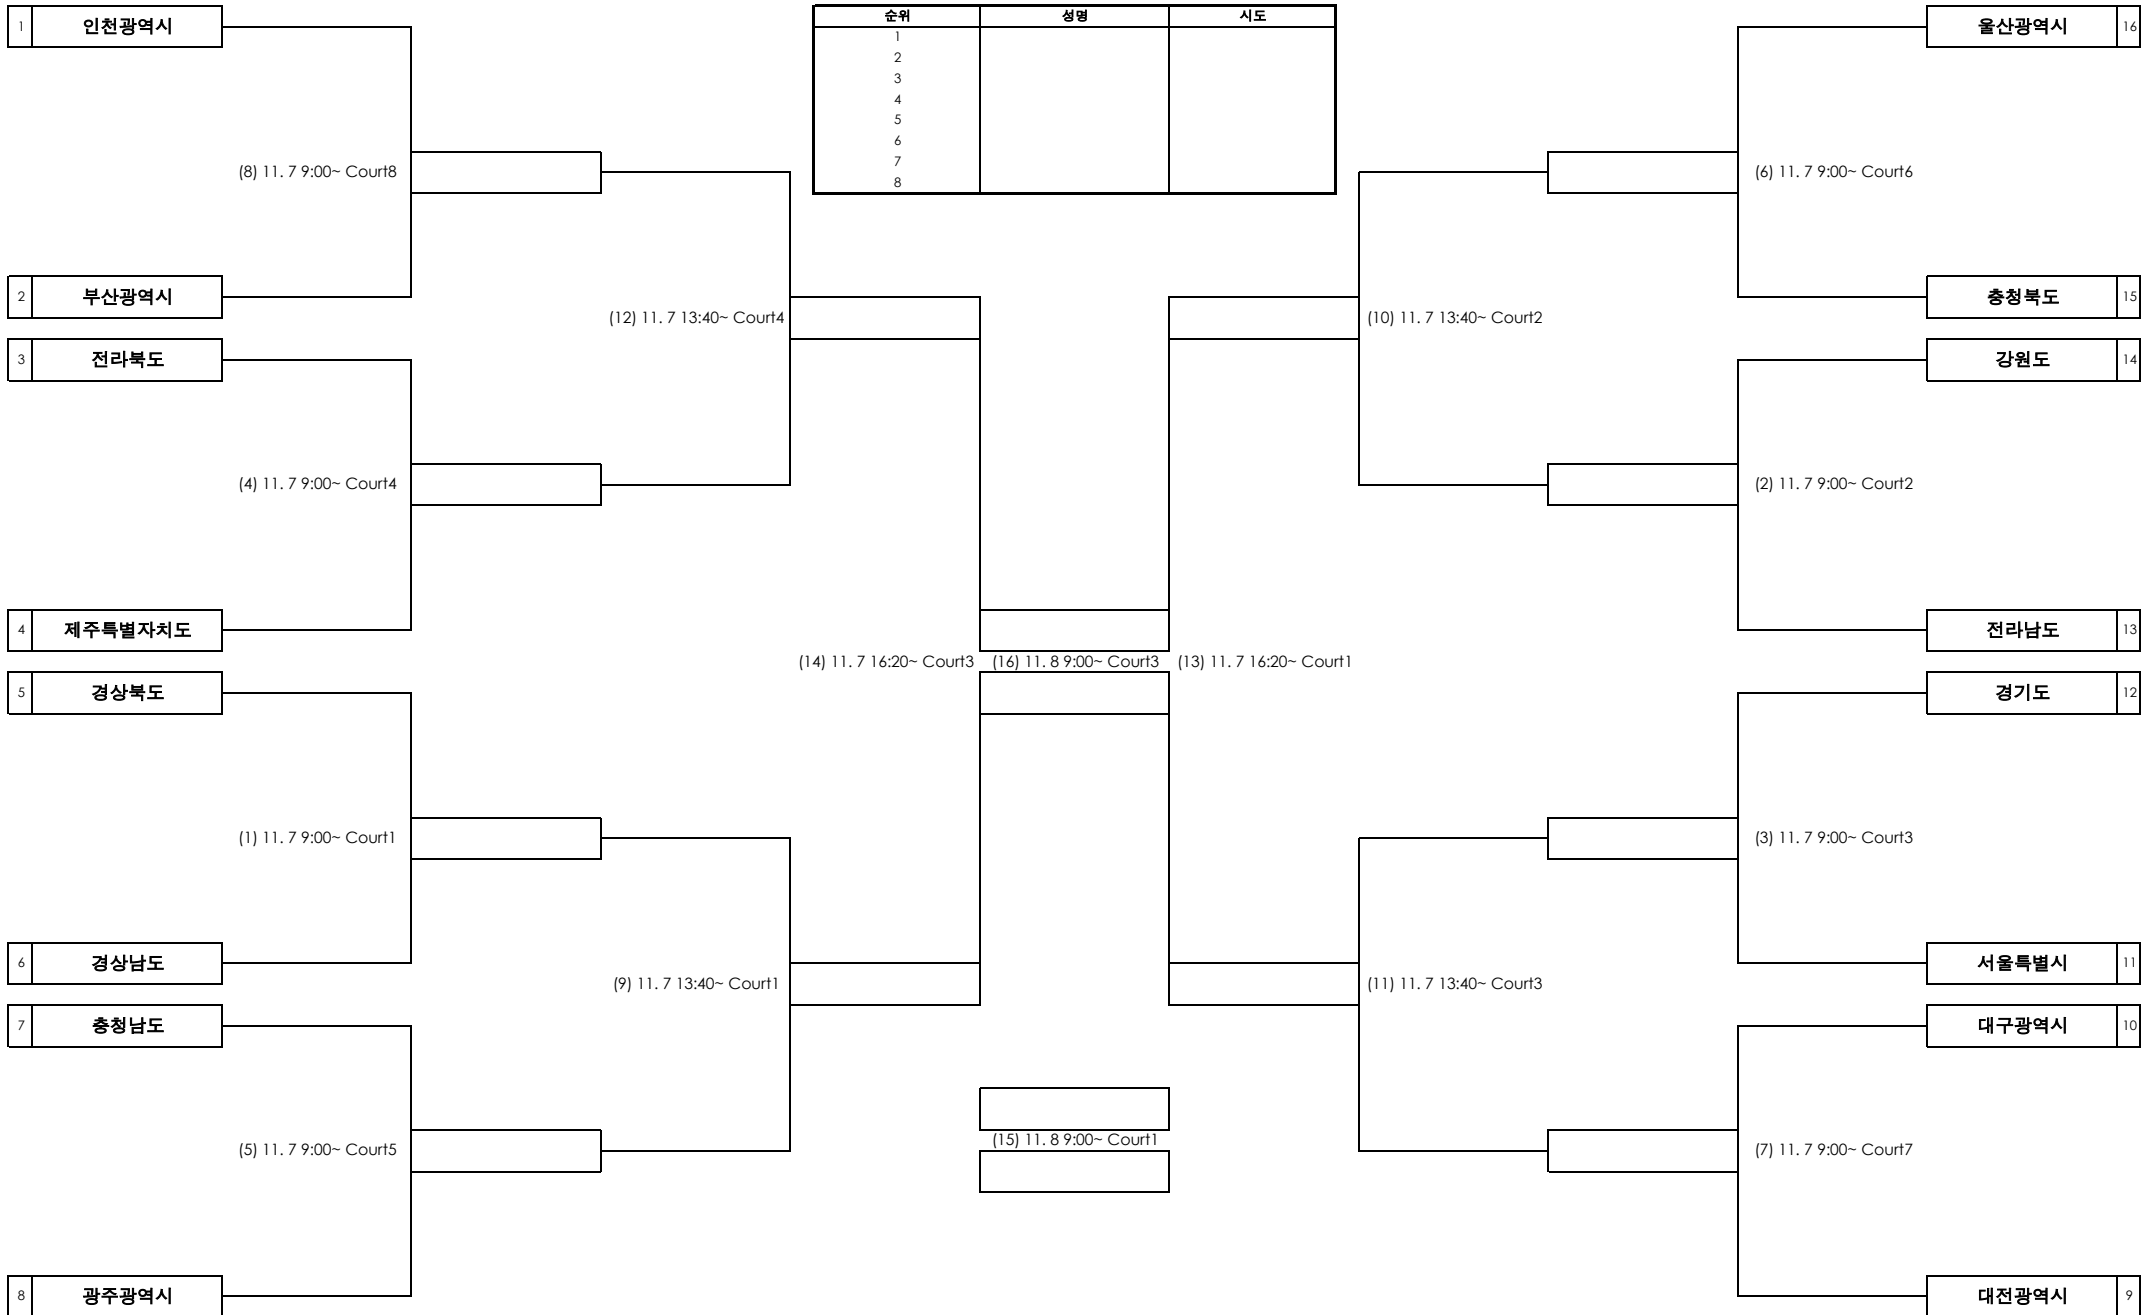 1 인천광역시
순위 성명 시도
울산광역시 16
1
2
3
4
5
6
7
8
(8) 11. 7 9:00~ Court8
(6) 11. 7 9:00~ Court6
2 부산광역시
충청북도 15
(12) 11. 7 13:40~ Court4
(10) 11. 7 13:40~ Court2
3 전라북도
강원도 14
(4) 11. 7 9:00~ Court4
(2) 11. 7 9:00~ Court2
4 제주특별자치도
전라남도 13
(14) 11. 7 16:20~ Court3
(16) 11. 8 9:00~ Court3
(13) 11. 7 16:20~ Court1
5 경상북도
경기도 12
(1) 11. 7 9:00~ Court1
(3) 11. 7 9:00~ Court3
6 경상남도
서울특별시 11
(9) 11. 7 13:40~ Court1
(11) 11. 7 13:40~ Court3
7 충청남도
대구광역시 10
(15) 11. 8 9:00~ Court1
(5) 11. 7 9:00~ Court5
(7) 11. 7 9:00~ Court7
8 광주광역시
대전광역시 9